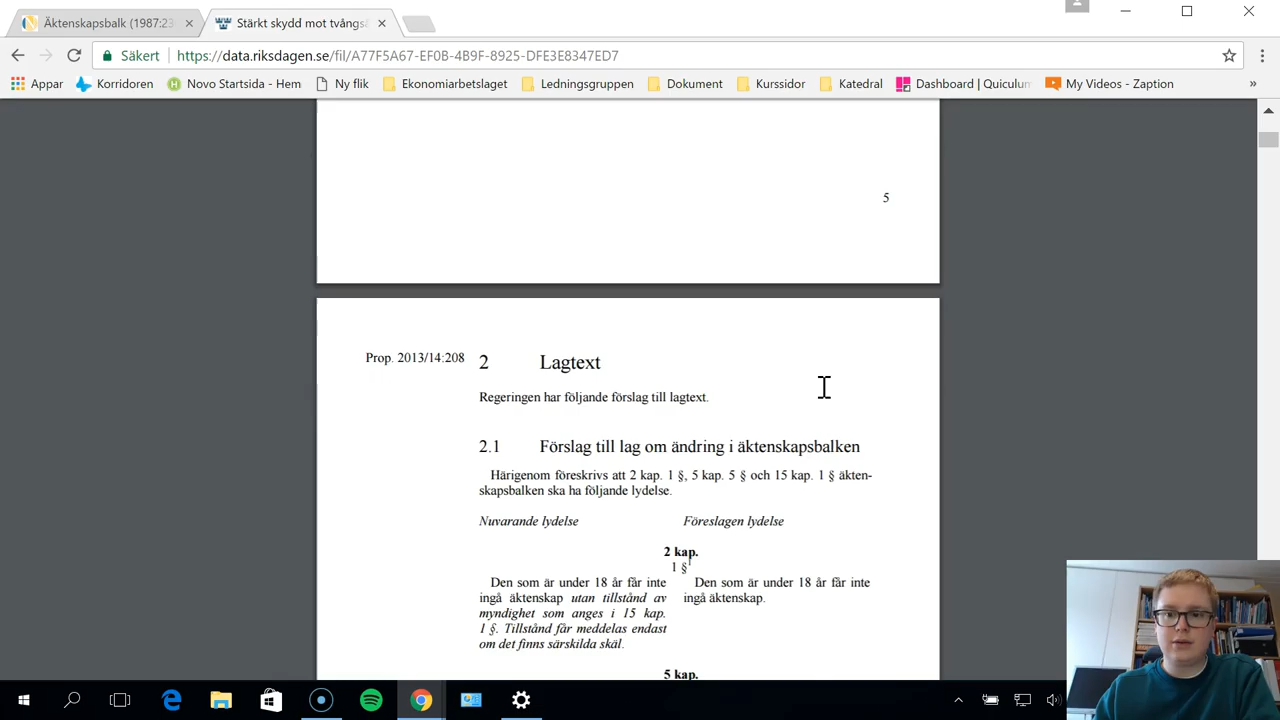 Äktenskapsbalk (1987:23
Stärkt skydd mot tvångsä
Säkert
https://data.riksdagen.se/fil/A77F5A67-EF0B-4B9F-8925-DFE3E8347ED7
Appar
Korridoren
Novo Startsida - Hem
Ny flik
Ekonomiarbetslaget
Ledningsgruppen
Dokument
Kurssidor
Katedral
Dashboard | Quiculum
My Videos - Zaption
»
5
Prop. 2013/14:208
2 Lagtext
Regeringen har följande förslag till lagtext.
2.1 Förslag till lag om ändring i äktenskapsbalken
Härigenom föreskrivs att 2 kap. 1 §, 5 kap. 5 § och 15 kap. 1 § äkten-
skapsbalken ska ha följande lydelse.
Nuvarande lydelse
Föreslagen lydelse
2 kap.
1 §1
Den som är under 18 år får inte
ingå äktenskap utan tillstånd av
myndighet som anges i 15 kap.
1 §. Tillstånd får meddelas endast
om det finns särskilda skäl.
Den som är under 18 år får inte
ingå äktenskap.
5 kap.